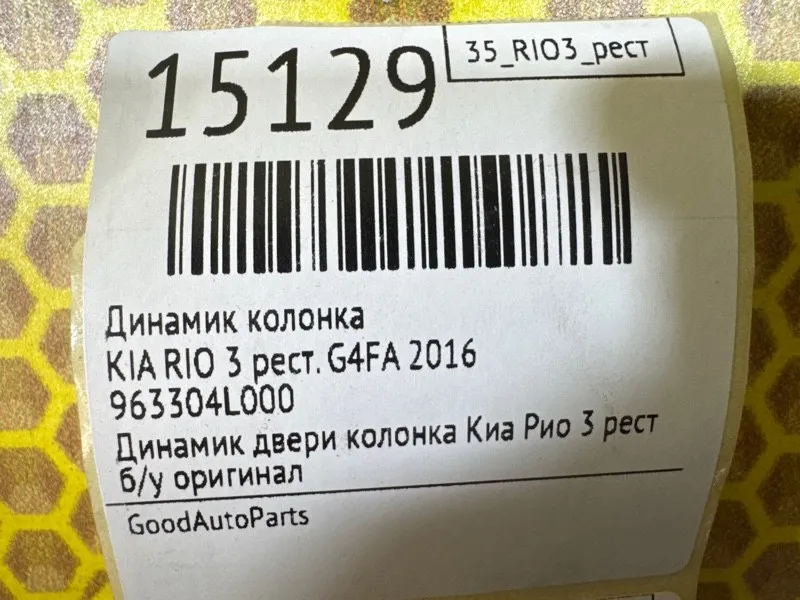 15129
35_RIO3_рест
Динамик колонка
KIA RIO 3 рест. G4FA 2016
963304L000
Динамик двери колонка Киа Рио 3 рест
б/у оригинал
GoodAutoParts